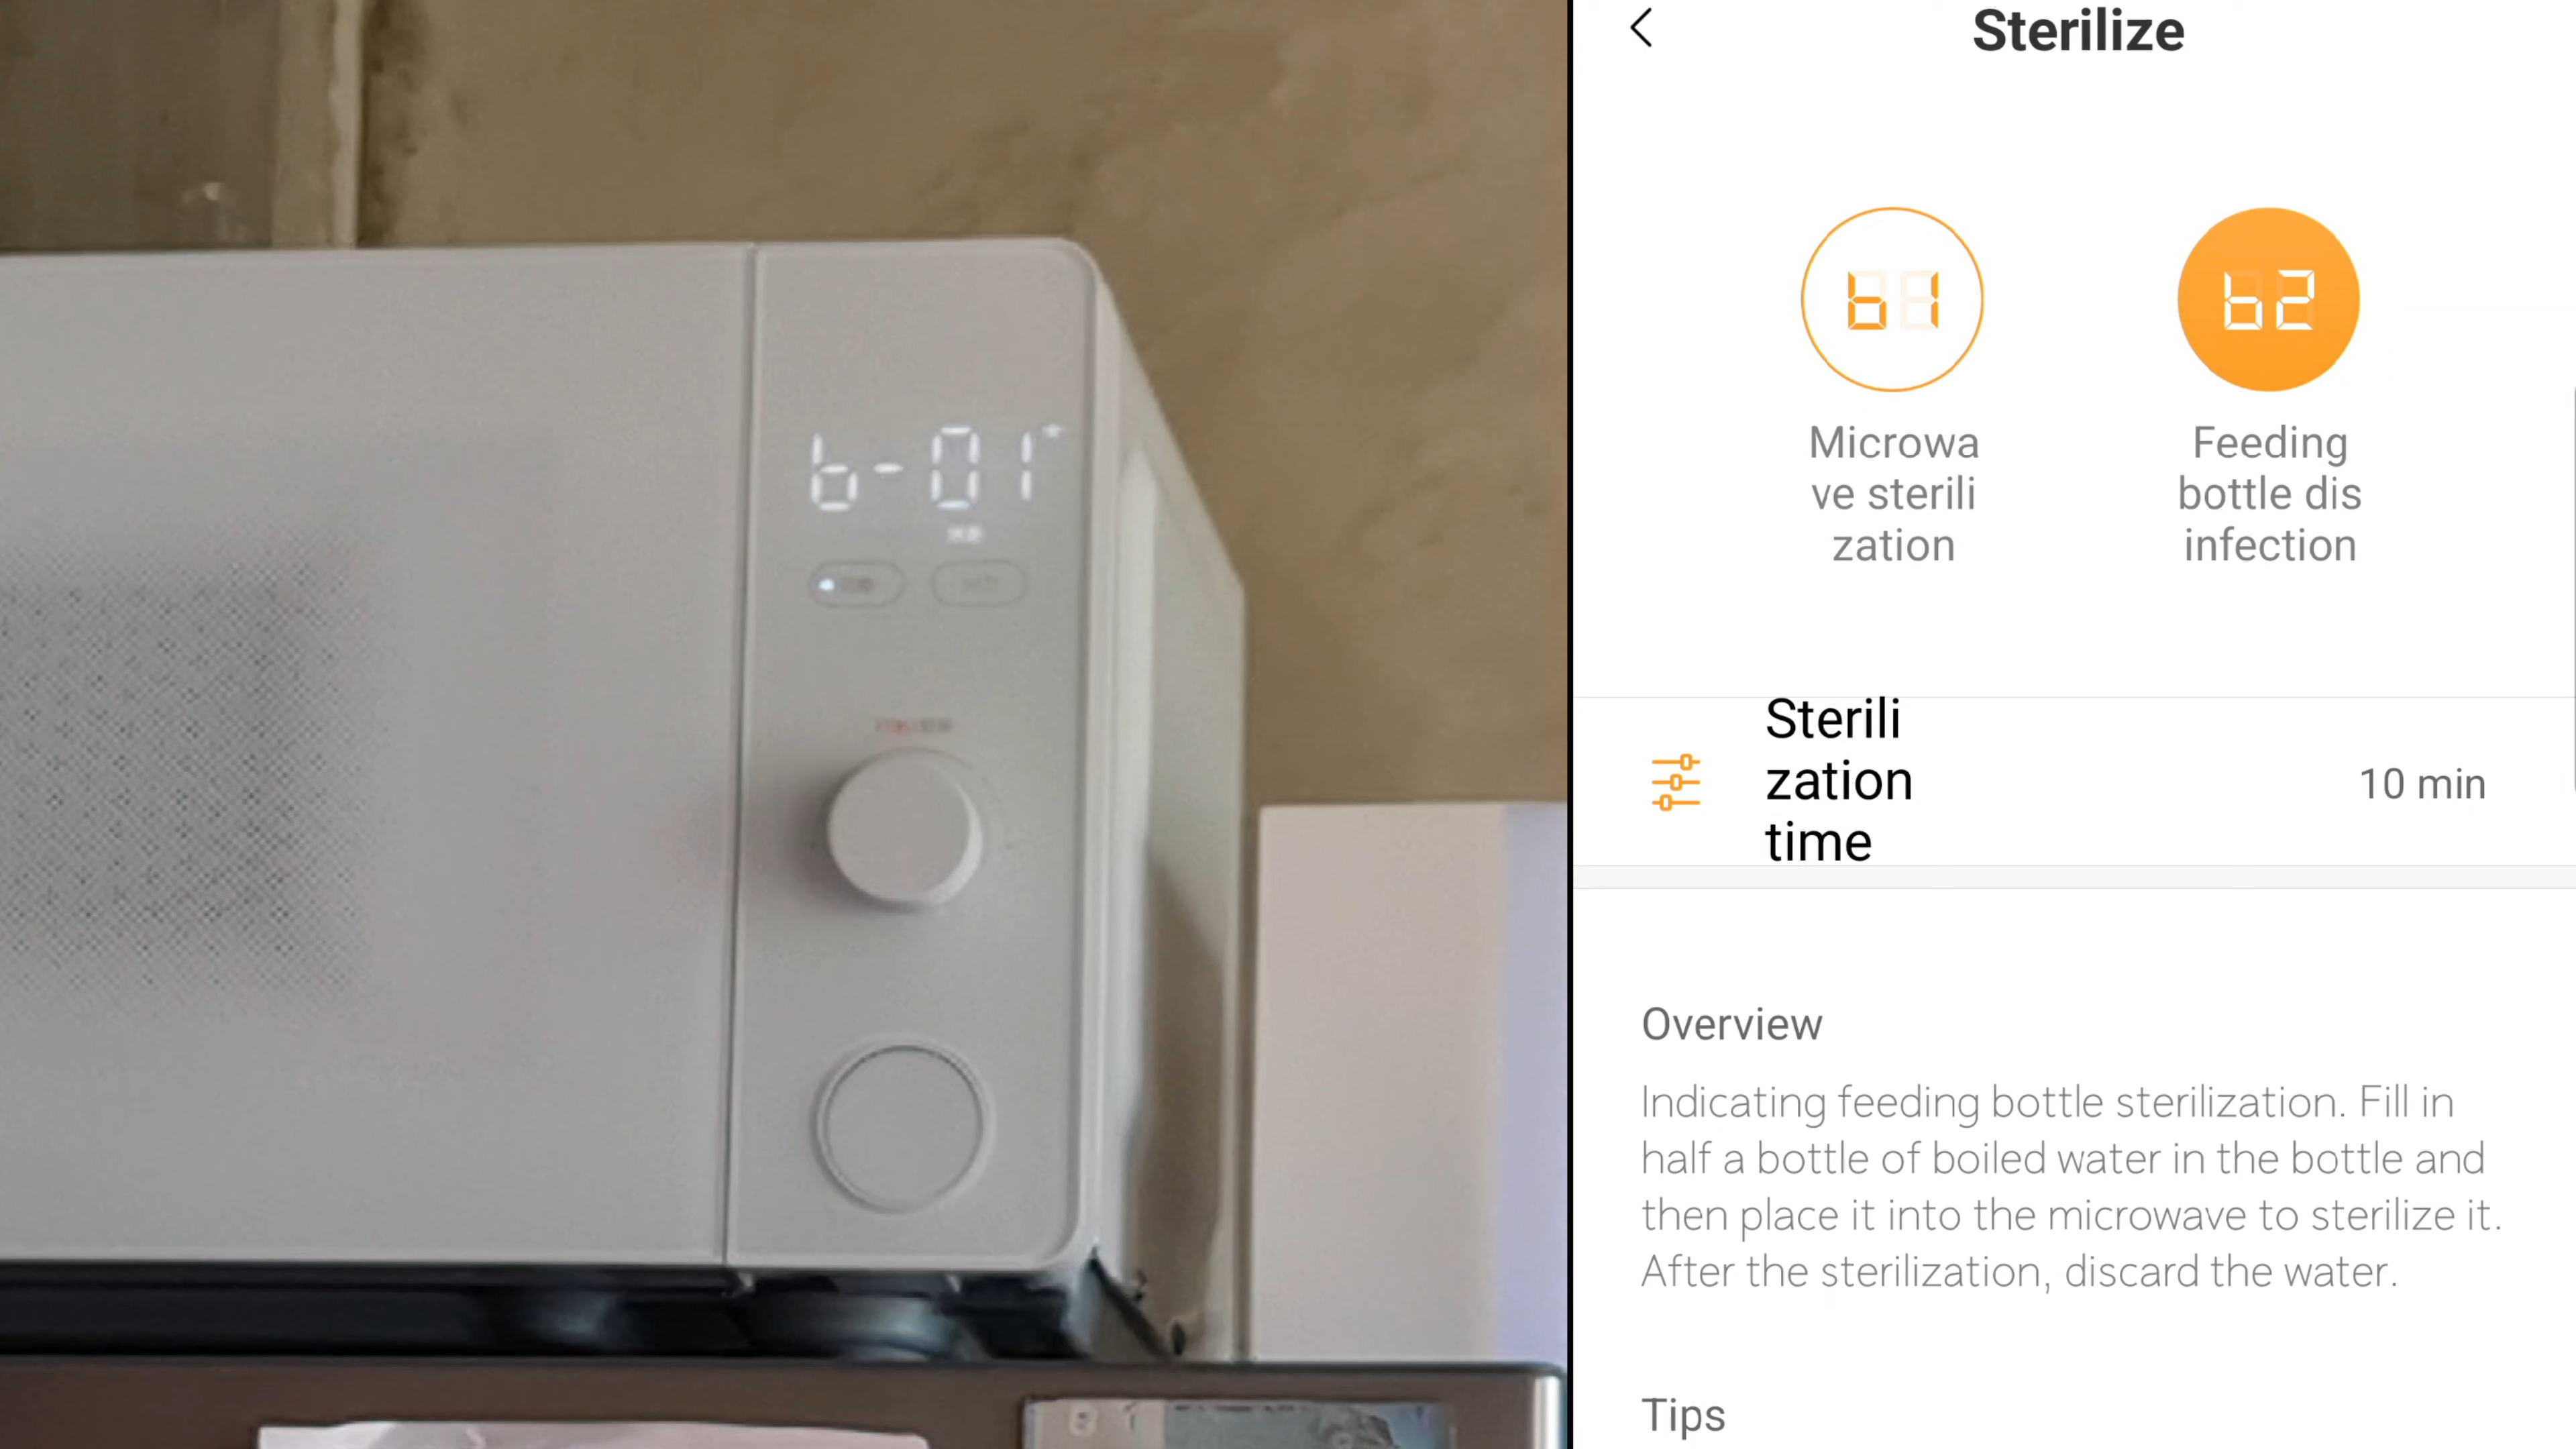 b-01
Sterilize
b1
b2
Microwa
ve sterili
zation
Feeding
bottle dis
infection
Sterili
zation
time
10 min
Overview
Indicating feeding bottle sterilization. Fill in
half a bottle of boiled water in the bottle and
then place it into the microwave to sterilize it.
After the sterilization, discard the water.
Tips